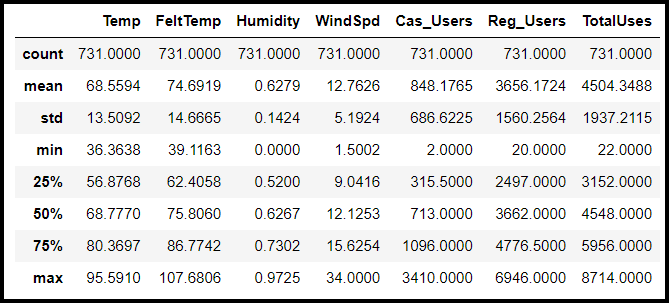 Temp FeltTemp Humidity WindSpd Cas_Users Reg_Users TotalUses
count 731.0000 731.0000 731.0000 731.0000 731.0000 731.0000 731.0000
mean 68.5594 74.6919 0.6279 12.7626 848.1765 3656.1724 4504.3488
std 13.5092 14.6665 0.1424 5.1924 686.6225 1560.2564 1937.2115
min 36.3638 39.1163 0.0000 1.5002 2.0000 20.0000 22.0000
25% 56.8768 62.4058 0.5200 9.0416 315.5000 2497.0000 3152.0000
50% 68.7770 75.8060 0.6267 12.1253 713.0000 3662.0000 4548.0000
75% 80.3697 86.7742 0.7302 15.6254 1096.0000 4776.5000 5956.0000
max 95.5910 107.6806 0.9725 34.0000 3410.0000 6946.0000 8714.0000